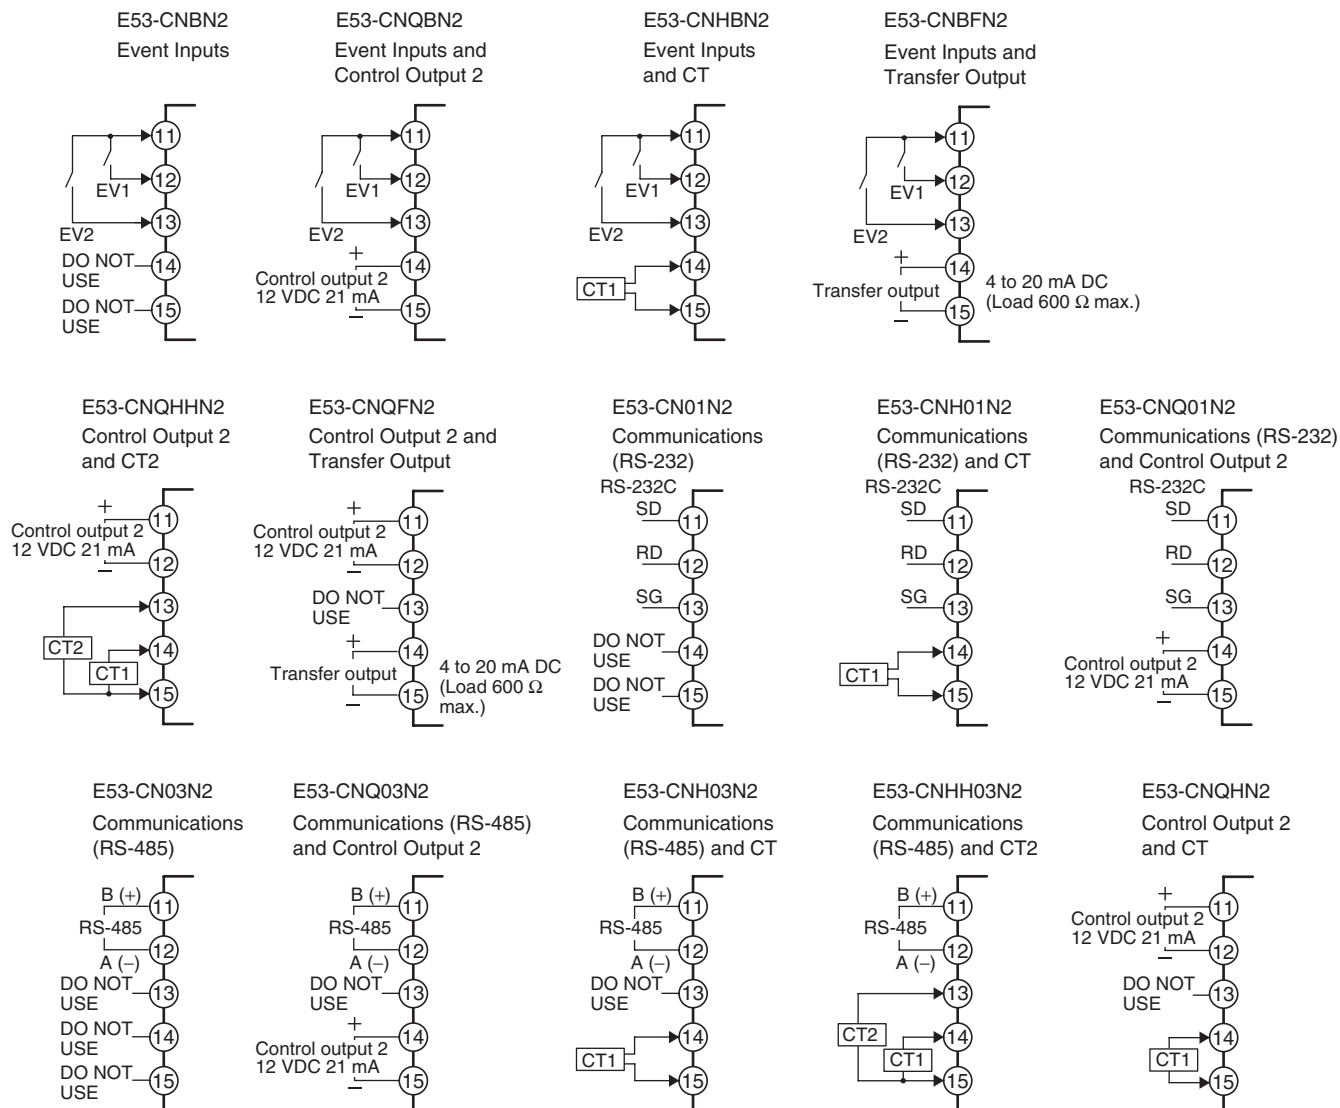 E53-CNBN2
Event Inputs
11
12
EV1
13
EV2
DO NOT
USE
14
DO NOT
USE
15
E53-CNQBN2
Event Inputs and
Control Output 2
11
12
EV1
13
EV2
+
14
Control output 2
12 VDC 21 mA
15
−
E53-CNHBN2
Event Inputs
and CT
11
12
EV1
13
EV2
14
CT1
15
E53-CNBFN2
Event Inputs and
Transfer Output
11
12
EV1
13
EV2
+
14
Transfer output
15
−
4 to 20 mA DC
(Load 600 Ω max.)
E53-CNQHHN2
Control Output 2
and CT2
+
11
Control output 2
12 VDC 21 mA
12
−
13
CT2
14
CT1
15
E53-CNQFN2
Control Output 2 and
Transfer Output
+
11
Control output 2
12 VDC 21 mA
12
−
DO NOT
USE
13
+
14
Transfer output
15
−
4 to 20 mA DC
(Load 600 Ω
max.)
E53-CN01N2
Communications
(RS-232)
RS-232C
SD
11
RD
12
SG
13
DO NOT
USE
14
DO NOT
USE
15
E53-CNH01N2
Communications
(RS-232) and CT
RS-232C
SD
11
RD
12
SG
13
14
CT1
15
E53-CNQ01N2
Communications (RS-232)
and Control Output 2
RS-232C
SD
11
RD
12
SG
13
+
14
Control output 2
12 VDC 21 mA
15
−
E53-CN03N2
Communications
(RS-485)
B (+)
11
RS-485
12
A (−)
DO NOT
USE
13
DO NOT
USE
14
DO NOT
USE
15
E53-CNQ03N2
Communications (RS-485)
and Control Output 2
B (+)
11
RS-485
12
A (−)
DO NOT
USE
13
+
14
Control output 2
12 VDC 21 mA
15
−
E53-CNH03N2
Communications
(RS-485) and CT
B (+)
11
RS-485
12
A (−)
DO NOT
USE
13
14
CT1
15
E53-CNHH03N2
Communications
(RS-485) and CT2
B (+)
11
RS-485
12
A (−)
13
CT2
14
CT1
15
E53-CNQHN2
Control Output 2
and CT
+
11
Control output 2
12 VDC 21 mA
12
−
DO NOT
USE
13
14
CT1
15